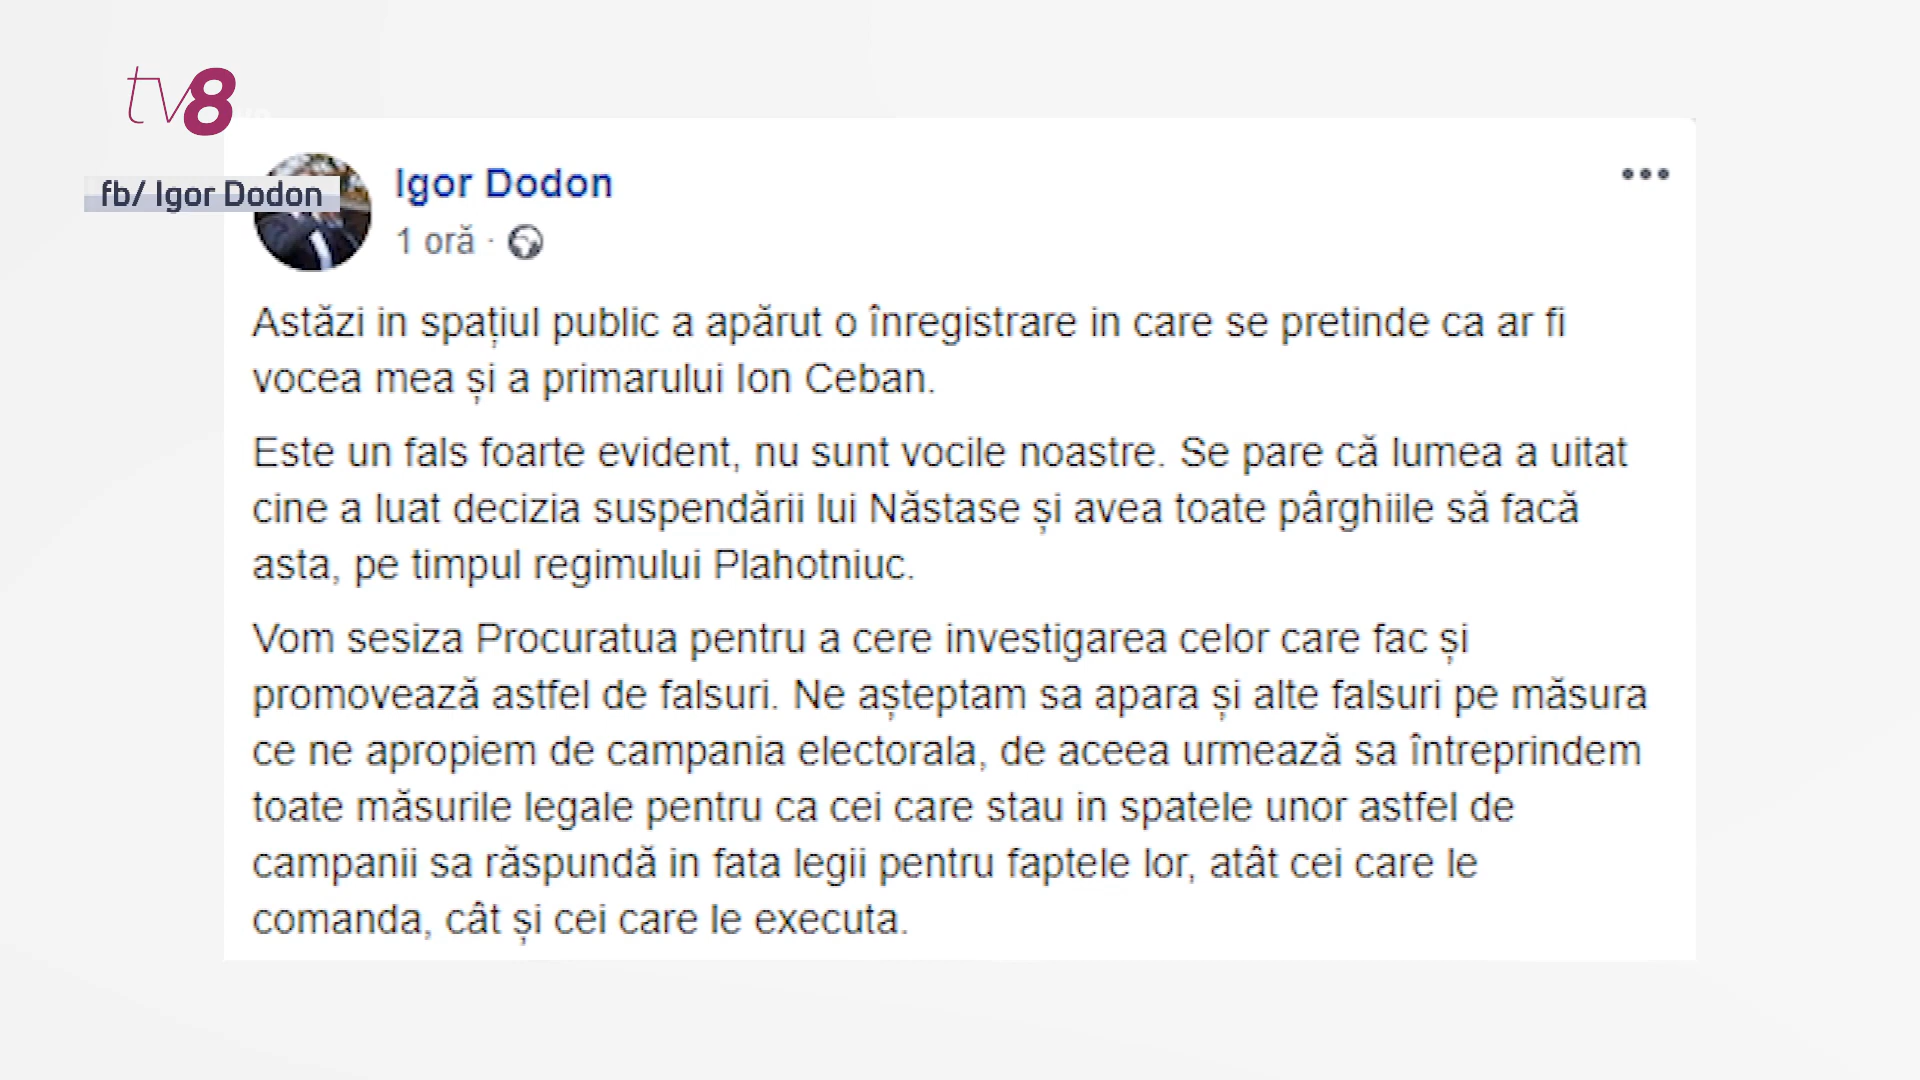 tv8
fb/ Igor Dodon
Igor Dodon
1 oră ·
Astăzi in spațiul public a apărut o înregistrare in care se pretinde ca ar fi
vocea mea și a primarului Ion Ceban.
Este un fals foarte evident, nu sunt vocile noastre. Se pare că lumea a uitat
cine a luat decizia suspendării lui Năstase și avea toate pârghiile să facă
asta, pe timpul regimului Plahotniuc.
Vom sesiza Procuratua pentru a cere investigarea celor care fac și
promovează astfel de falsuri. Ne așteptam sa apara și alte falsuri pe măsura
ce ne apropiem de campania electorala, de aceea urmează sa întreprindem
toate măsurile legale pentru ca cei care stau in spatele unor astfel de
campanii sa răspundă in fata legii pentru faptele lor, atât cei care le
comanda, cât și cei care le executa.